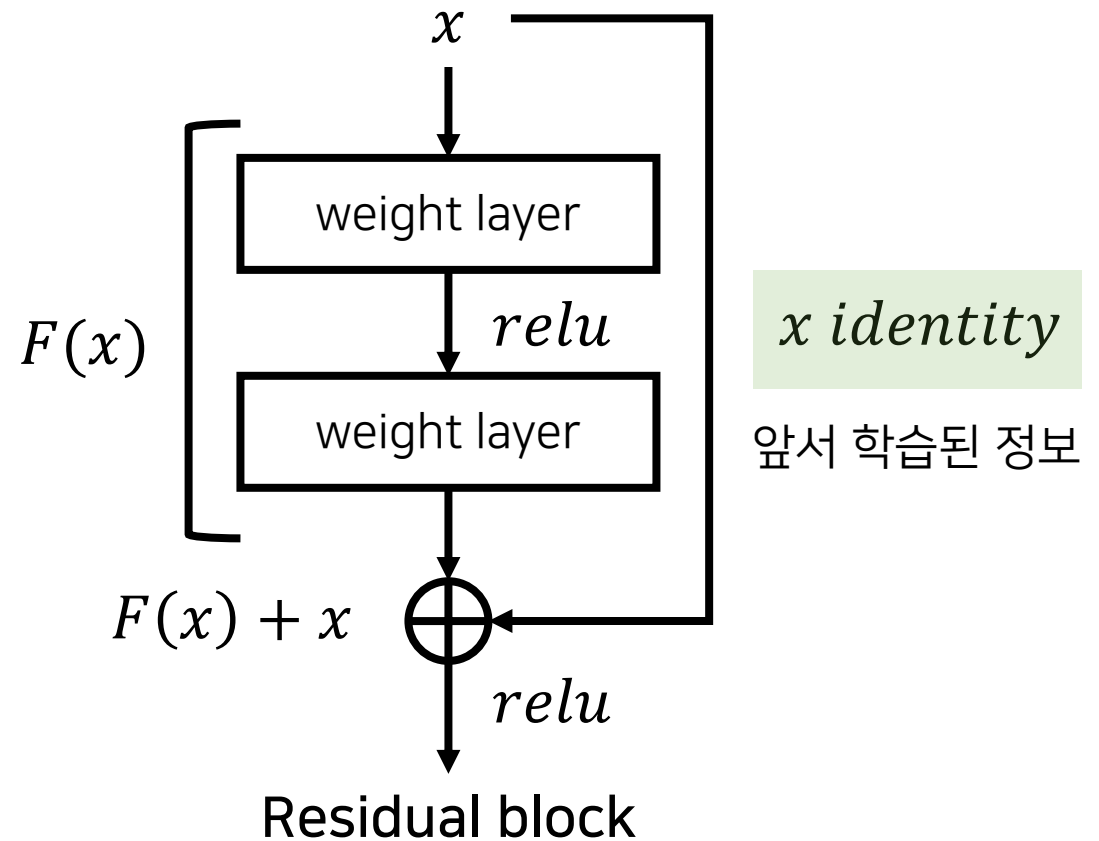 x
weight layer
relu
F(x)
x identity
weight layer
앞서 학습된 정보
F(x) + x
relu
Residual block